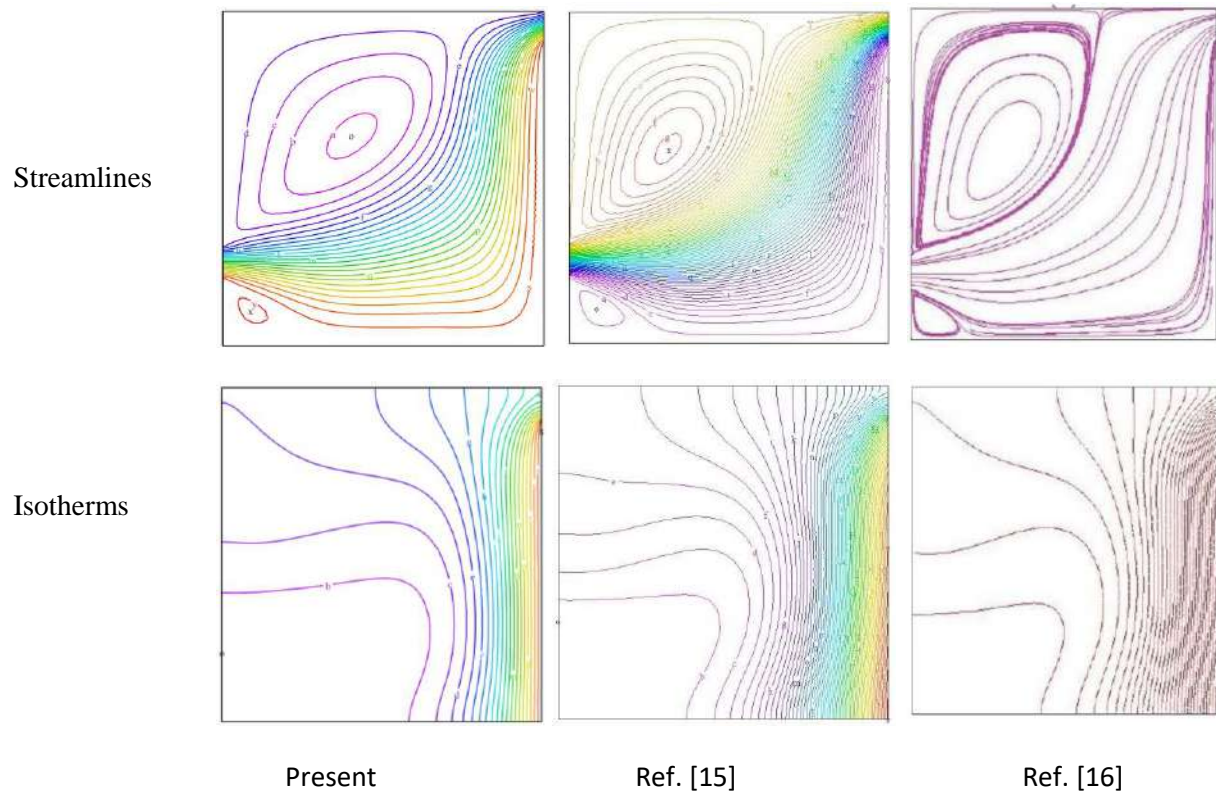 Streamlines
Isotherms
Present
Ref. [15]
Ref. [16]